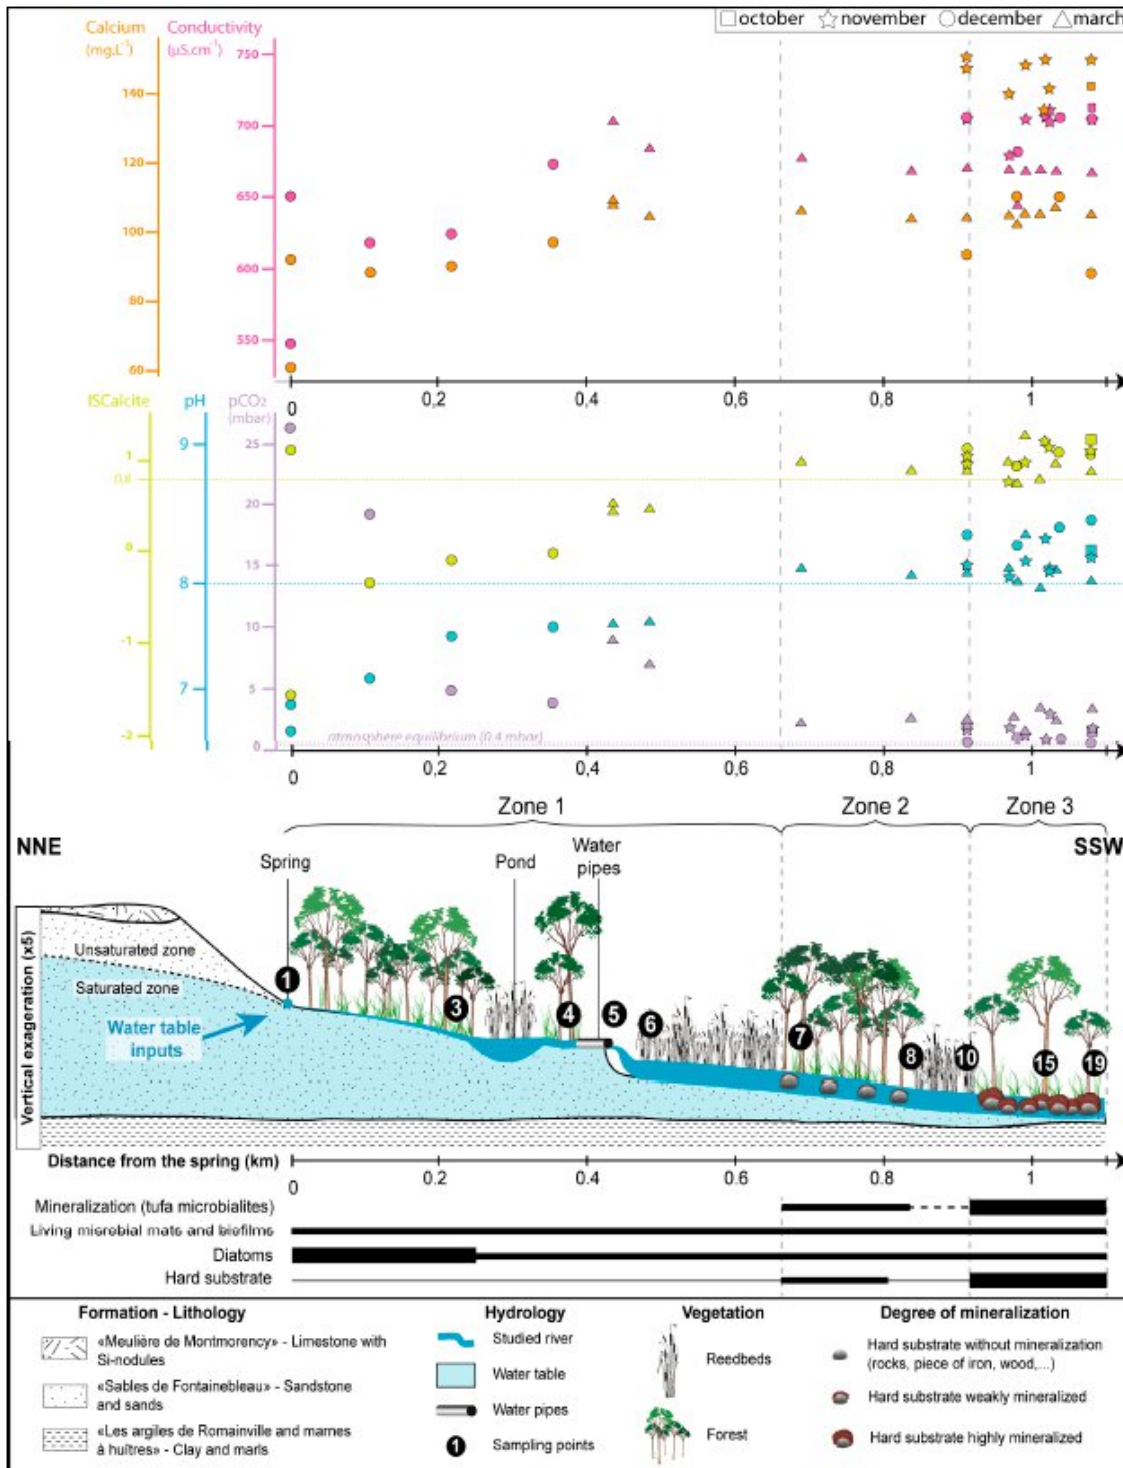 Calcium
(mg.L⁻¹)
Conductivity
(µS.cm⁻¹)
october november december march
750
140
700
120
650
100
600
80
550
60
0 0,2 0,4 0,6 0,8 1
ISCalcite
pH
pCO₂
(mbar)
9
25
1
0.8
20
0
15
8
10
-1
7
5
-2
0
atmosphere equilibrium (0.4 mbar)
0 0,2 0,4 0,6 0,8 1
Zone 1
Zone 2
Zone 3
NNE
SSW
Spring
Pond
Water
pipes
Vertical exageration (x5)
Unsaturated zone
Saturated zone
Water table
inputs
1
3
4
5
6
7
8
10
15
19
Distance from the spring (km)
0 0.2 0.4 0.6 0.8 1
Mineralization (tufa microbialites)
Living microbial mats and biofilms
Diatoms
Hard substrate
Formation - Lithology
«Meulière de Montmorency» - Limestone with
Si-nodules
«Sables de Fontainebleau» - Sandstone
and sands
«Les argiles de Romainville and marnes
à huîtres» - Clay and marls
Hydrology
Studied river
Water table
Water pipes
1
Sampling points
Vegetation
Reedbeds
Forest
Degree of mineralization
Hard substrate without mineralization
(rocks, piece of iron, wood,...)
Hard substrate weakly mineralized
Hard substrate highly mineralized